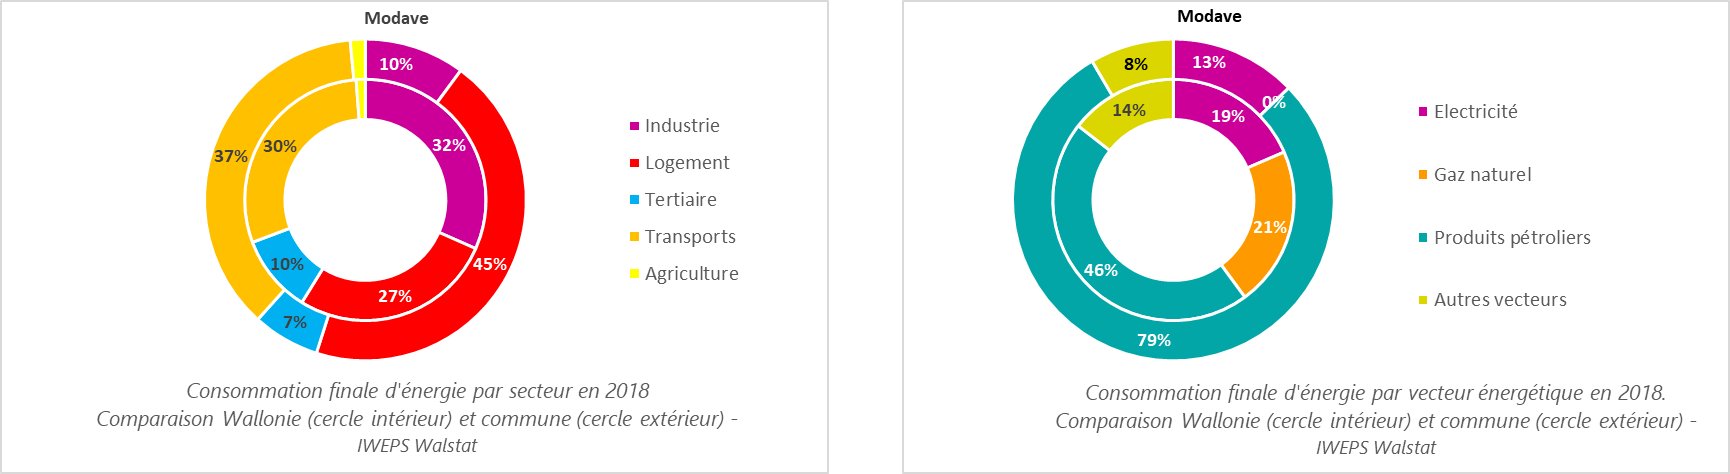 Modave
10%
32%
30%
37%
45%
10%
27%
7%
Industrie
Logement
Tertiaire
Transports
Agriculture
Consommation finale d'énergie par secteur en 2018
Comparaison Wallonie (cercle intérieur) et commune (cercle extérieur) -
IWEPS Walstat
Modave
8%
13%
0%
14%
19%
21%
46%
79%
Electricité
Gaz naturel
Produits pétroliers
Autres vecteurs
Consommation finale d'énergie par vecteur énergétique en 2018.
Comparaison Wallonie (cercle intérieur) et commune (cercle extérieur) -
IWEPS Walstat